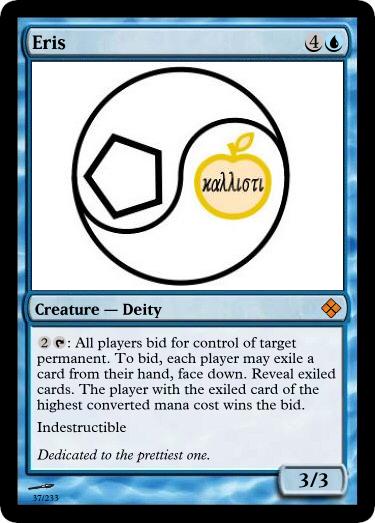 Eris 4
καλλιστι
Creature — Deity
2 : All players bid for control of target
permanent. To bid, each player may exile a
card from their hand, face down. Reveal exiled
cards. The player with the exiled card of the
highest converted mana cost wins the bid.
Indestructible
Dedicated to the prettiest one.
3/3
37/233